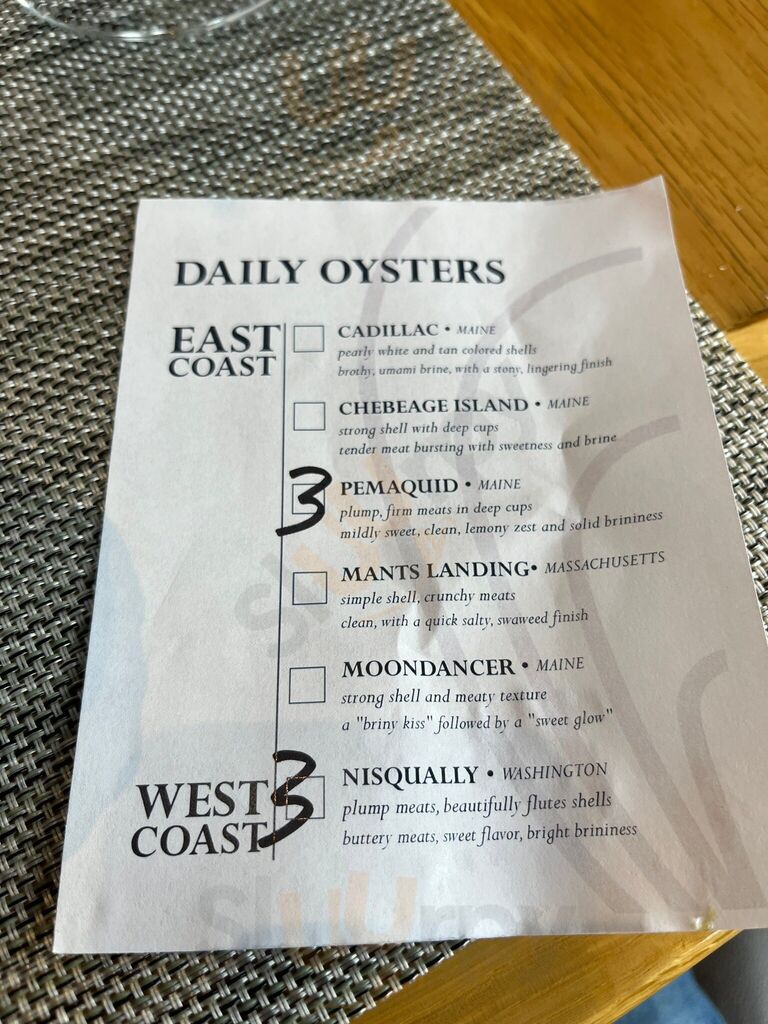 DAILY OYSTERS
EAST
COAST
CADILLAC • MAINE
pearly white and tan colored shells
brothy, umami brine, with a stony, lingering finish
CHEBEAGE ISLAND • MAINE
strong shell with deep cups
tender meat bursting with sweetness and brine
3 PEMAQUID • MAINE
plump, firm meats in deep cups
mildly sweet, clean, lemony zest and solid brininess
MANTS LANDING• MASSACHUSETTS
simple shell, crunchy meats
clean, with a quick salty, swaweed finish
MOONDANCER • MAINE
strong shell and meaty texture
a "briny kiss" followed by a "sweet glow"
WEST
COAST
3 NISQUALLY • WASHINGTON
plump meats, beautifully flutes shells
buttery meats, sweet flavor, bright brininess